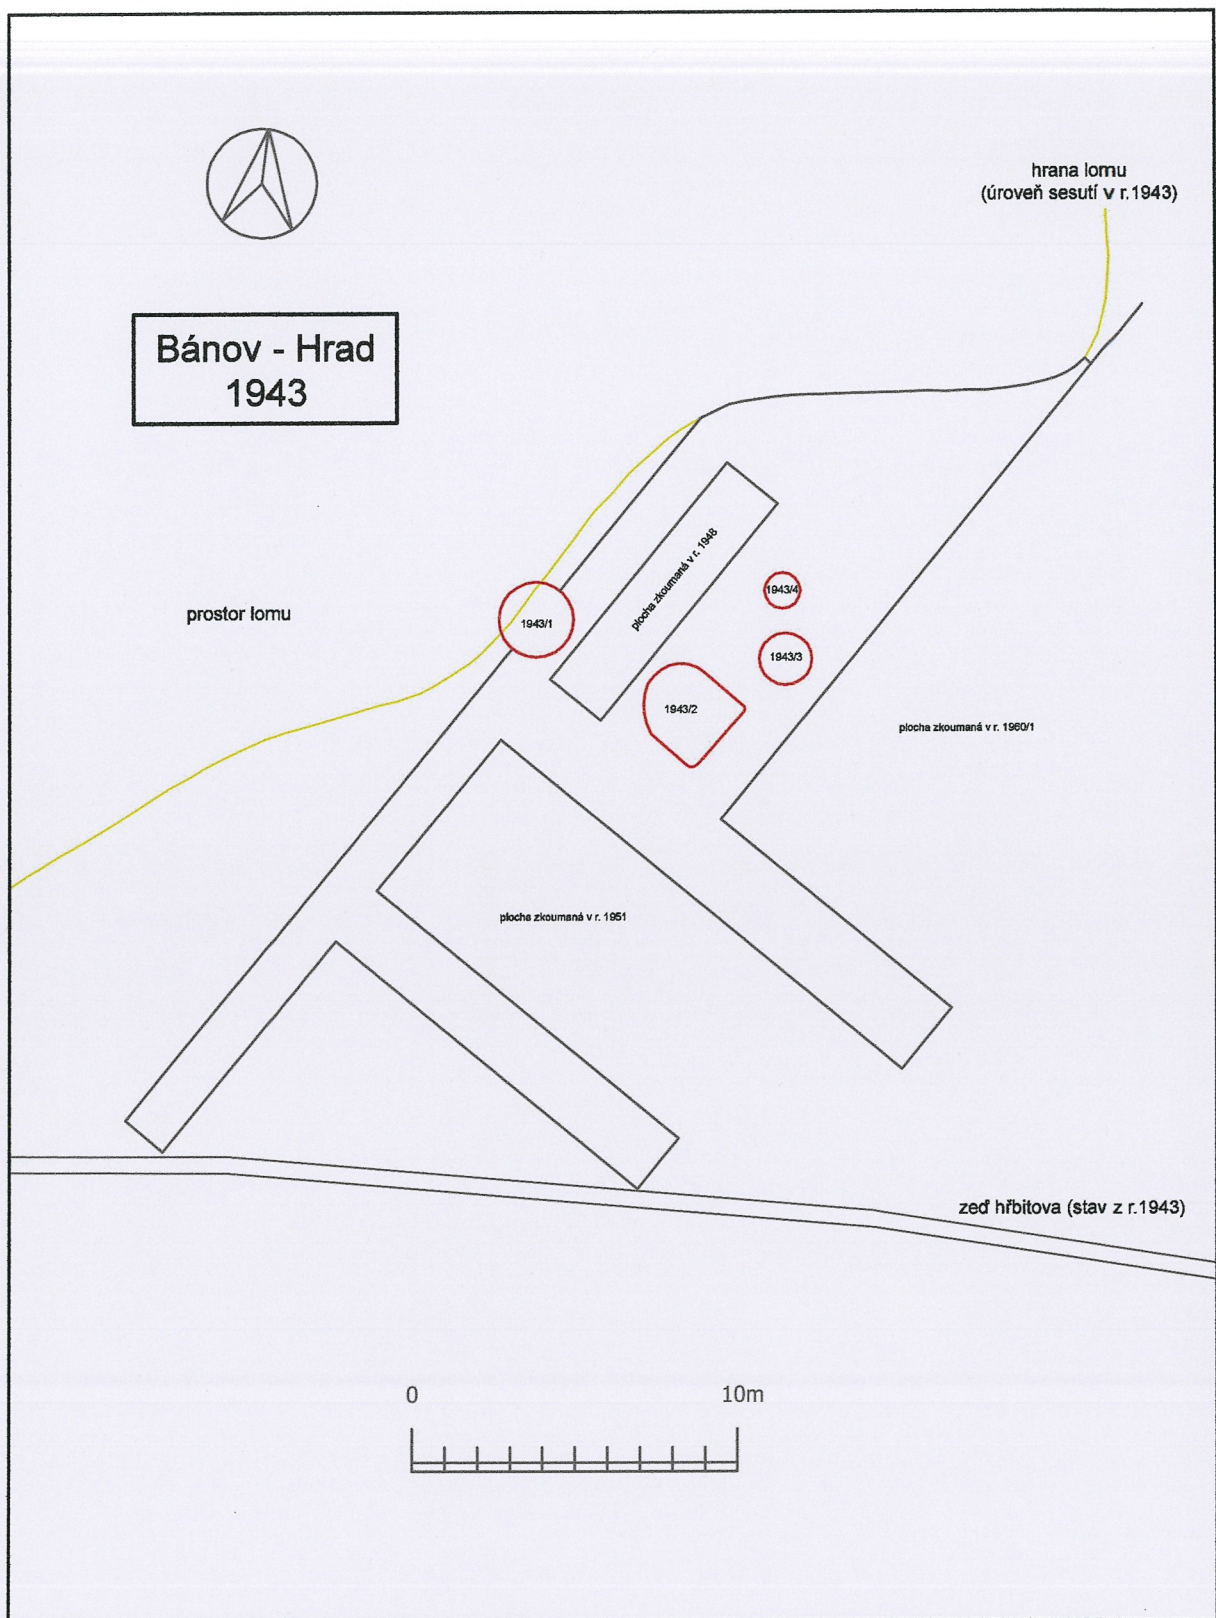 hrana lomu
(úroveň sesutí v r.1943)
Bánov - Hrad
1943
plocha zkoumaná v r. 1948
1943/4
prostor lomu
1943/1
1943/3
1943/2
plocha zkoumaná v r. 1960/1
plocha zkoumaná v r. 1951
zeď hřbitova (stav z r.1943)
0 10m